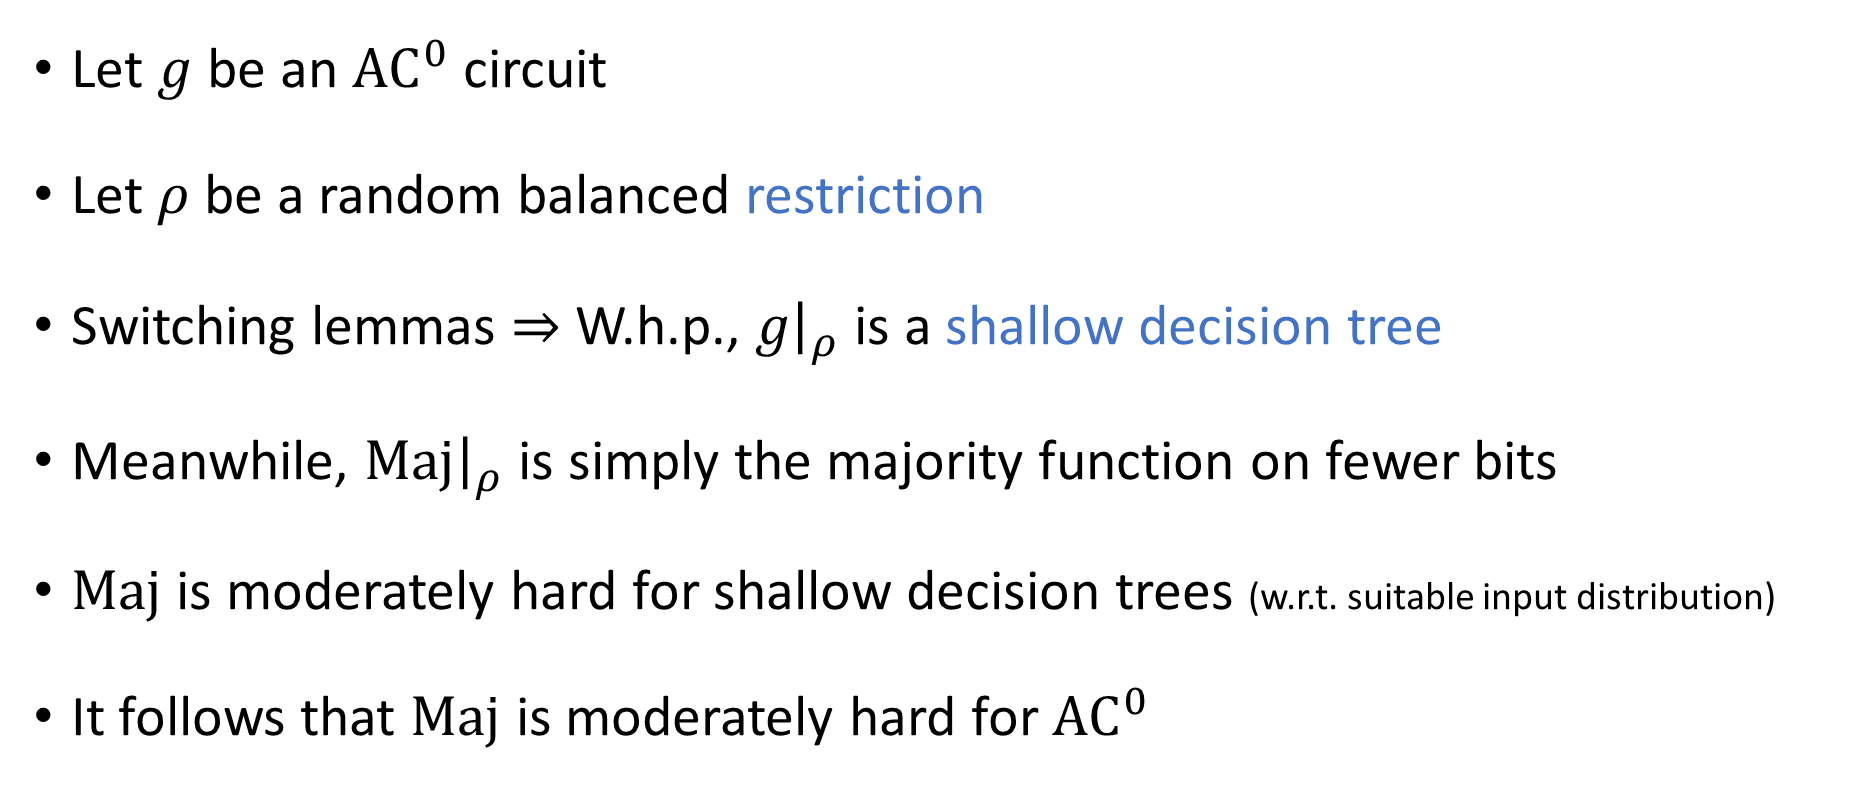 • Let g be an AC⁰ circuit
• Let ρ be a random balanced restriction
• Switching lemmas ⇒ W.h.p., g|ᵨ is a shallow decision tree
• Meanwhile, Maj|ᵨ is simply the majority function on fewer bits
• Maj is moderately hard for shallow decision trees (w.r.t. suitable input distribution)
• It follows that Maj is moderately hard for AC⁰